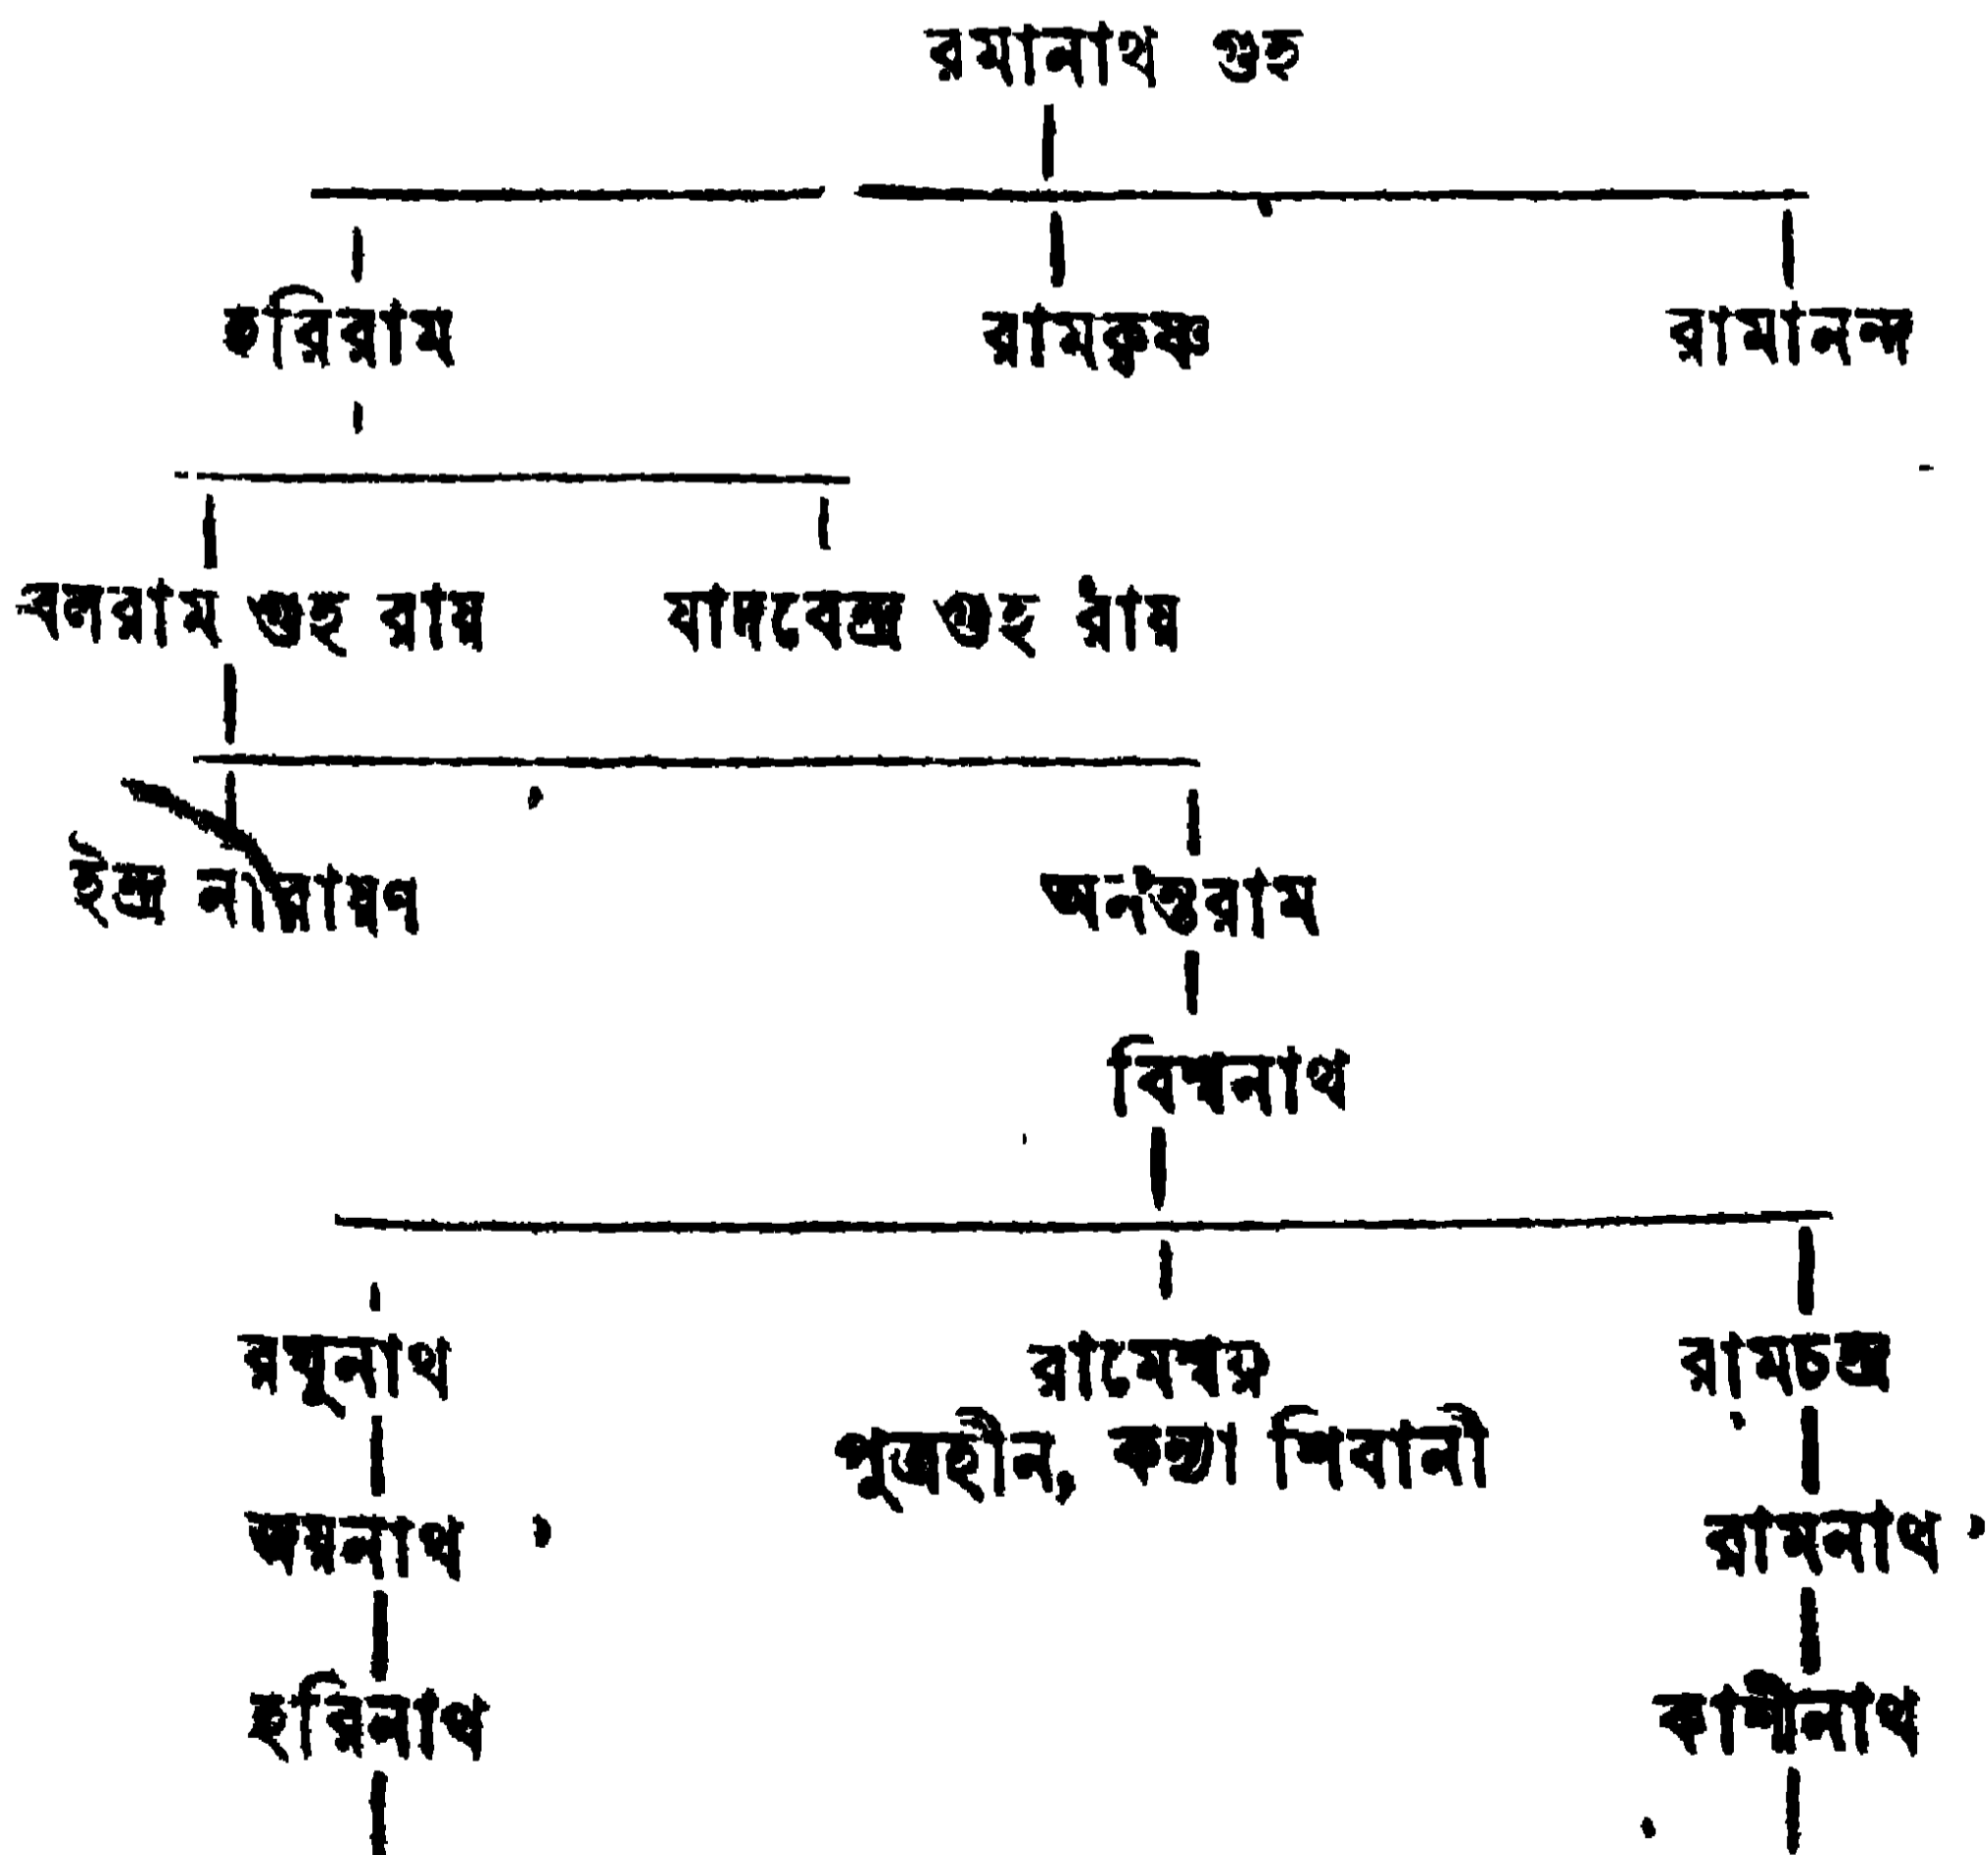 রমানাথ গুহ
হরিরাম রামকৃষ্ণ রামানন্দ
বলরাম গুহ রায় যাদবেন্দ্র গুহ রায়
ইন্দ্র নারায়ণ অনন্তরাম
বিশ্বনাথ
রঘুনাথ রামেশ্বর রামচন্দ্র
পুত্রহীন, কন্যা শিবানী
জয়নাথ রামনাথ
হরিনাথ কাশীনাথ